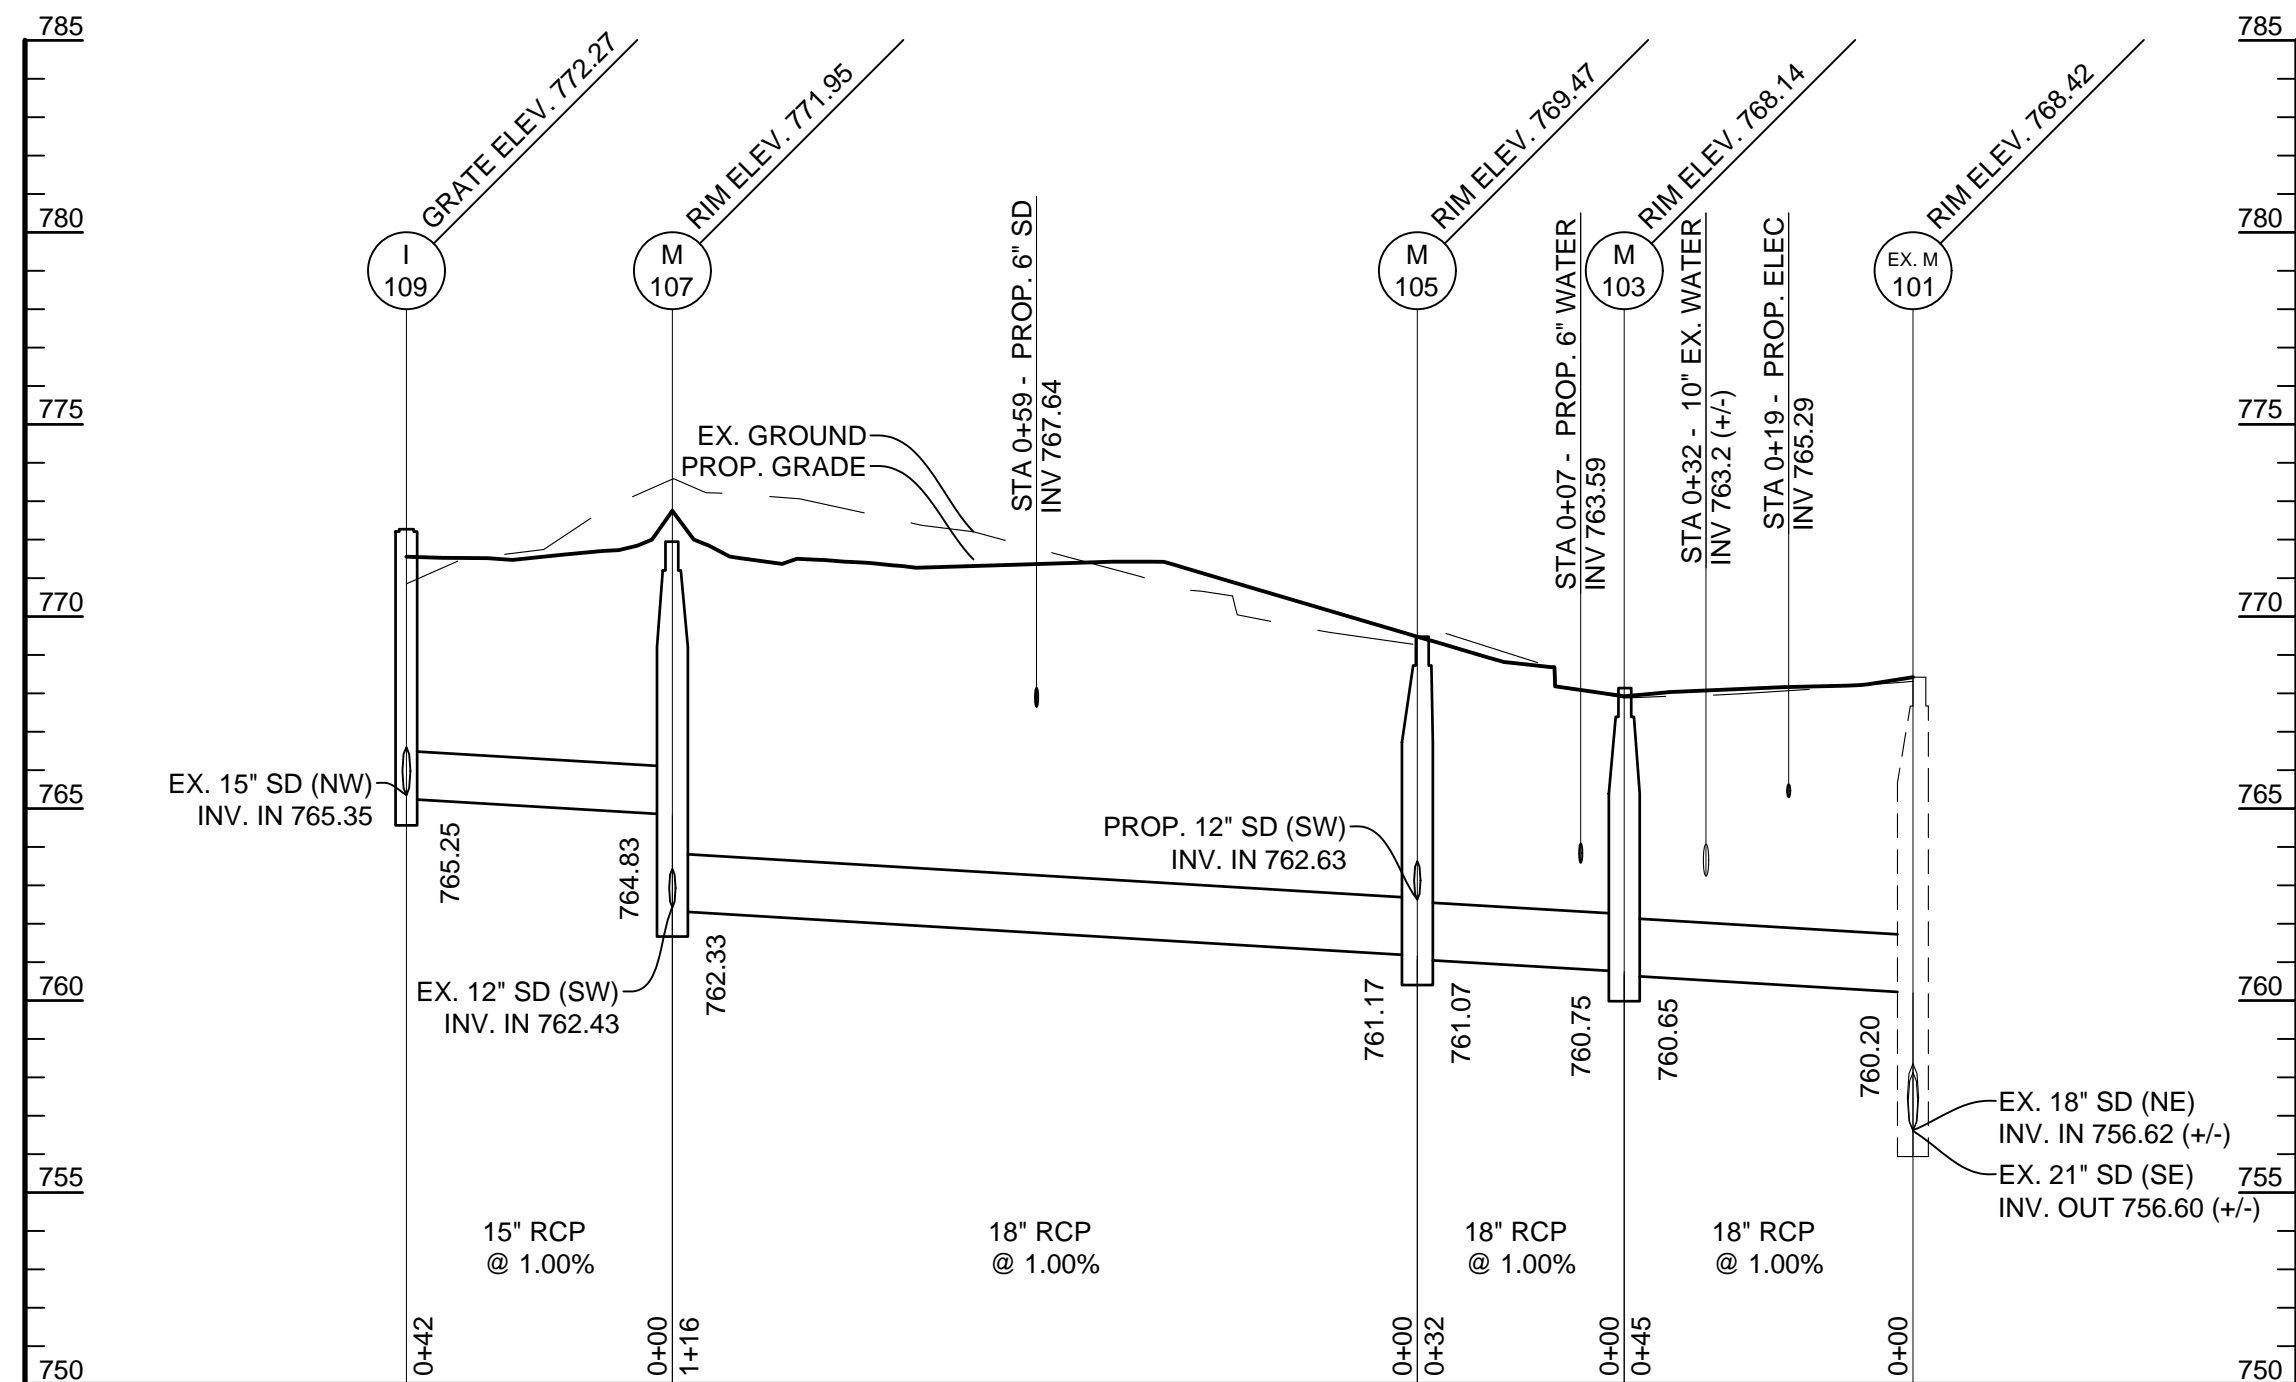 785
785
GRATE ELEV. 772.27
RIM ELEV. 771.95
RIM ELEV. 769.47
RIM ELEV. 768.14
RIM ELEV. 768.42
780
780
I
109
M
107
M
105
M
103
EX. M
101
STA 0+59 - PROP. 6" SD
INV 767.64
STA 0+07 - PROP. 6" WATER
INV 763.59
STA 0+32 - 10" EX. WATER
INV 763.2 (+/-)
STA 0+19 - PROP. ELEC
INV 765.29
775
775
EX. GROUND
PROP. GRADE
770
770
765
765
EX. 15" SD (NW)
INV. IN 765.35
765.25
764.83
PROP. 12" SD (SW)
INV. IN 762.63
EX. 12" SD (SW)
INV. IN 762.43
762.33
760
760
761.17
761.07
760.75
760.65
760.20
EX. 18" SD (NE)
INV. IN 756.62 (+/-)
EX. 21" SD (SE)
INV. OUT 756.60 (+/-)
755
755
15" RCP
@ 1.00%
18" RCP
@ 1.00%
18" RCP
@ 1.00%
18" RCP
@ 1.00%
750
750
0+42
0+00
1+16
0+00
0+32
0+00
0+45
0+00